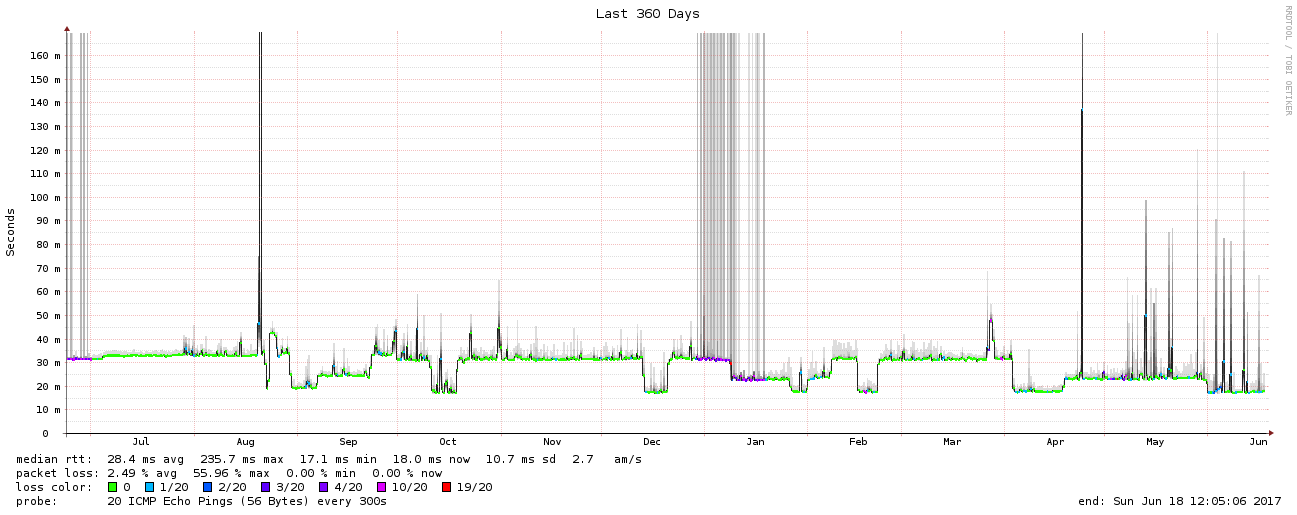 Last 360 Days
RRDTOOL / TOBI OETIKER
Seconds
160 m
150 m
140 m
130 m
120 m
110 m
100 m
90 m
80 m
70 m
60 m
50 m
40 m
30 m
20 m
10 m
0
Jul Aug Sep Oct Nov Dec Jan Feb Mar Apr May Jun
median rtt: 28.4 ms avg 235.7 ms max 17.1 ms min 18.0 ms now 10.7 ms sd 2.7 am/s
packet loss: 2.49 % avg 55.96 % max 0.00 % min 0.00 % now
loss color: 0 1/20 2/20 3/20 4/20 10/20 19/20
probe: 20 ICMP Echo Pings (56 Bytes) every 300s end: Sun Jun 18 12:05:06 2017